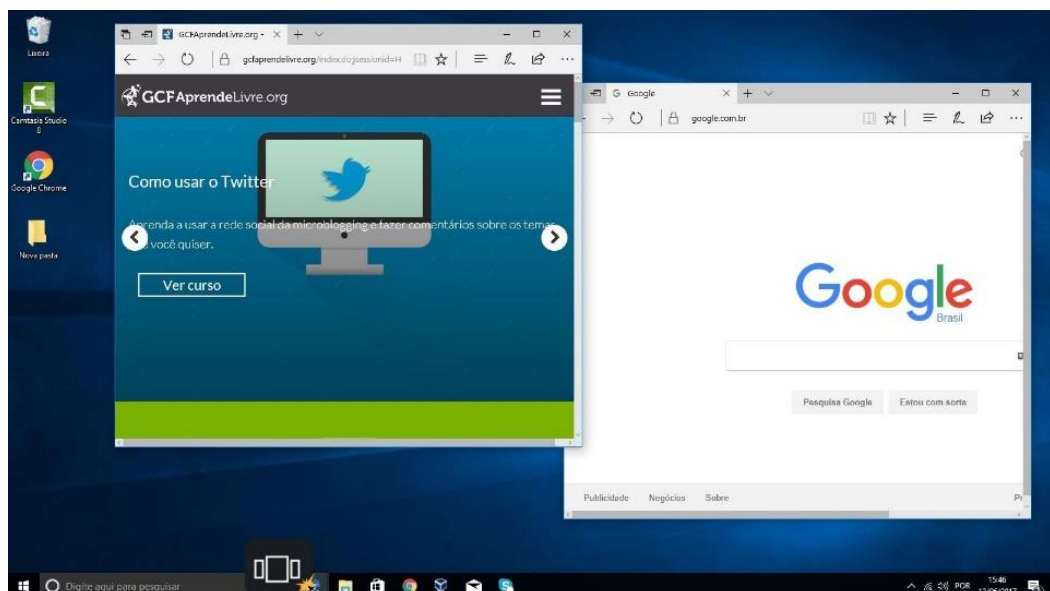 Lixeira
Camtasia Studio
8
Google Chrome
Nova pasta
GCFAprendeLivre.org -
gcfaprendelivre.org/index.do;jsessionid=H
GCFAprendeLivre.org
Como usar o Twitter
Aprenda a usar a rede social da microblogging e fazer comentários sobre os temas
você quiser.
Ver curso
Google
google.com.br
Google
Brasil
Pesquisa Google
Estou com sorte
Publicidade
Negócios
Sobre
Digite aqui para pesquisar
POR
15:46